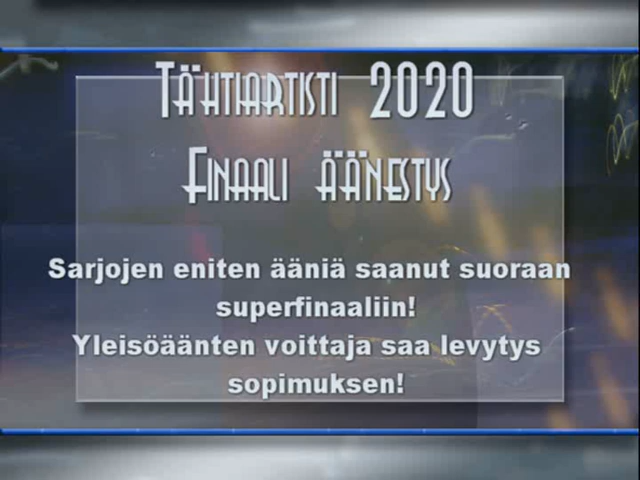 Tähtiartisti 2020
Finaali äänestys
Sarjojen eniten ääniä saanut suoraan
superfinaaliin!
Yleisöäänten voittaja saa levytys
sopimuksen!